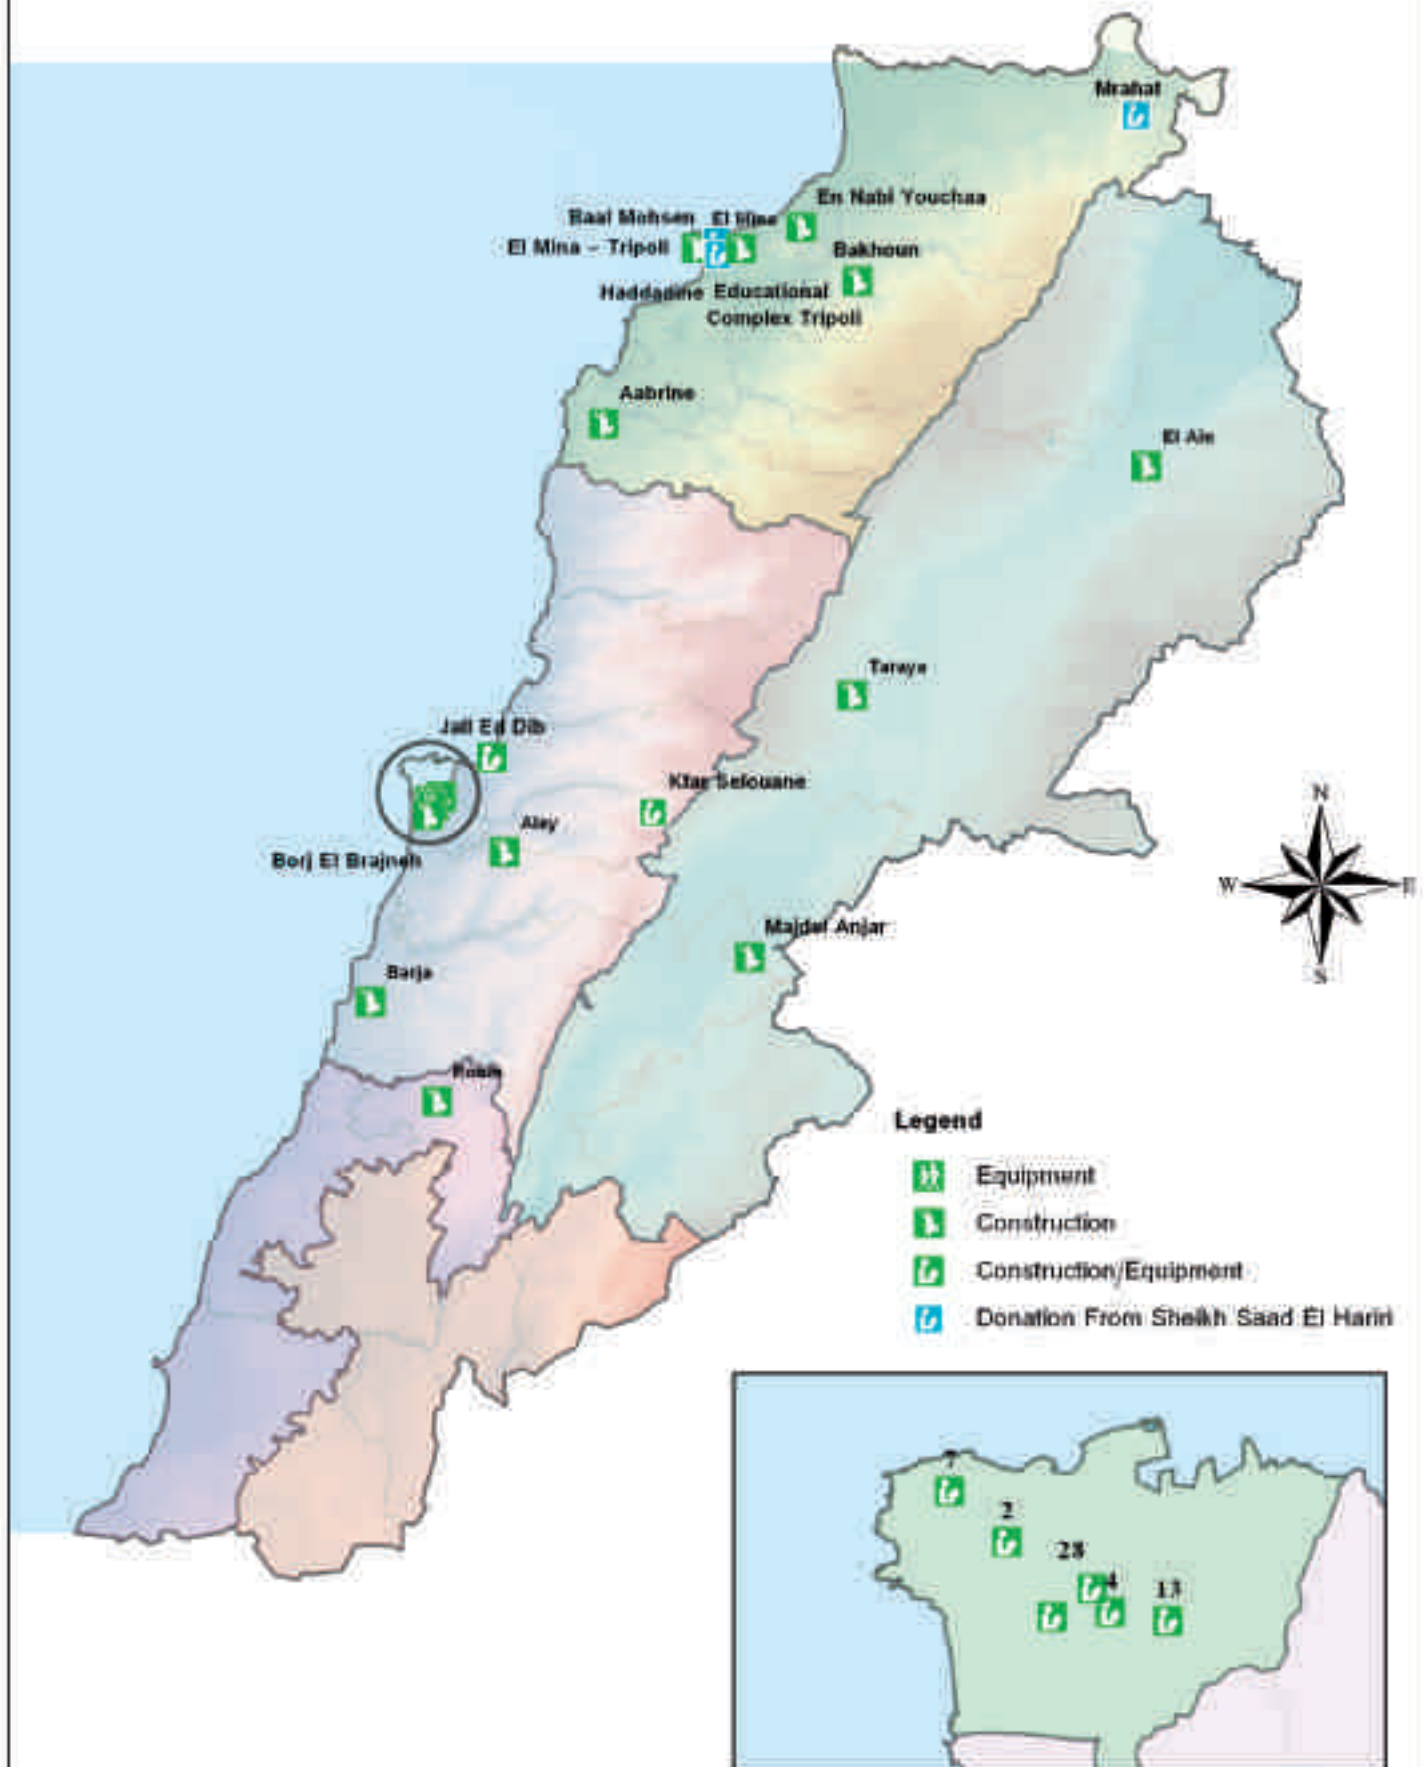 Mrahat
En Nabi Youchaa
Baal Mohsen
El Mina
El Mina – Tripoli
Bakhoun
Haddadine Educational
Complex Tripoli
Aabrine
El Ain
Taraya
Jall Ed Dib
Kfar Selouane
Aley
Borj El Brajneh
N
W
E
S
Majdel Anjar
Barja
Legend
Equipment
Construction
Construction/Equipment
Donation From Sheikh Saad El Hariri
7
2
28
4
13